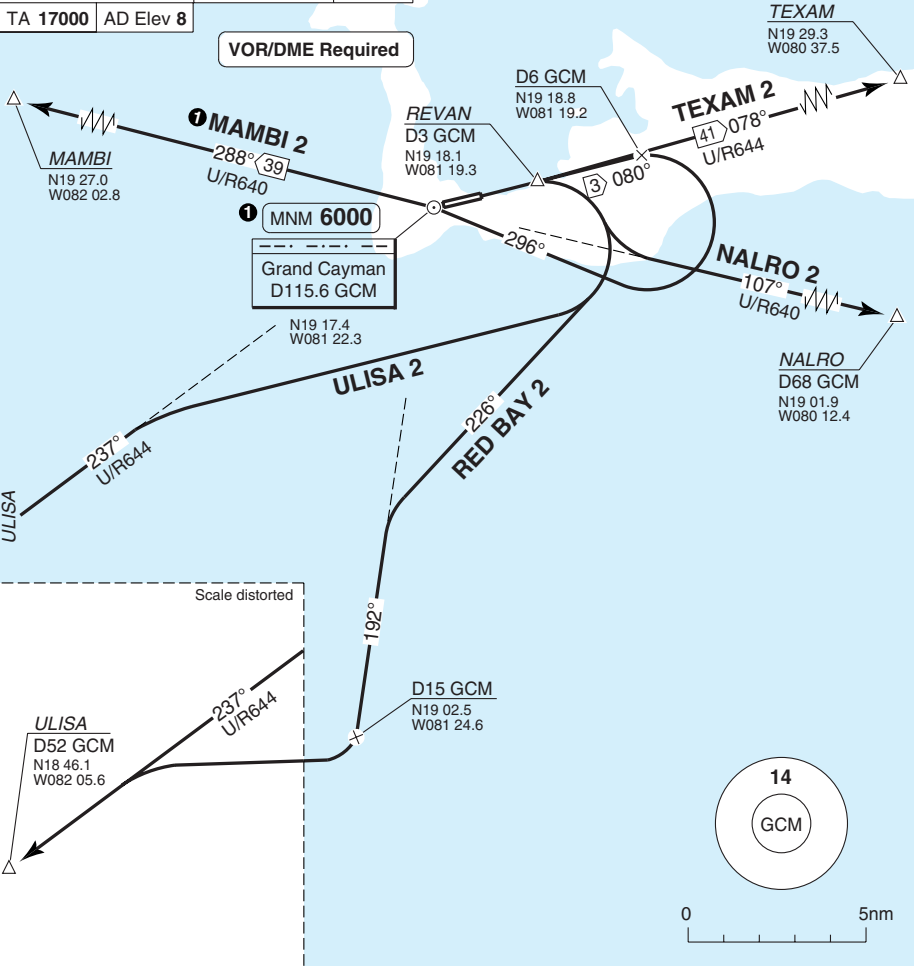 TA 17000 AD Elev 8
VOR/DME Required
TEXAM
N19 29.3
W080 37.5
D6 GCM
N19 18.8
W081 19.2
REVAN
D3 GCM
N19 18.1
W081 19.3
TEXAM 2
41 078°
U/R644
3 080°
❶ MAMBI 2
288° 39
U/R640
MAMBI
N19 27.0
W082 02.8
❶ MNM 6000
Grand Cayman
D115.6 GCM
N19 17.4
W081 22.3
296°
NALRO 2
107°
U/R640
NALRO
D68 GCM
N19 01.9
W080 12.4
ULISA 2
237°
U/R644
ULISA
226°
RED BAY 2
192°
D15 GCM
N19 02.5
W081 24.6
Scale distorted
237°
U/R644
ULISA
D52 GCM
N18 46.1
W082 05.6
14
GCM
0 5nm